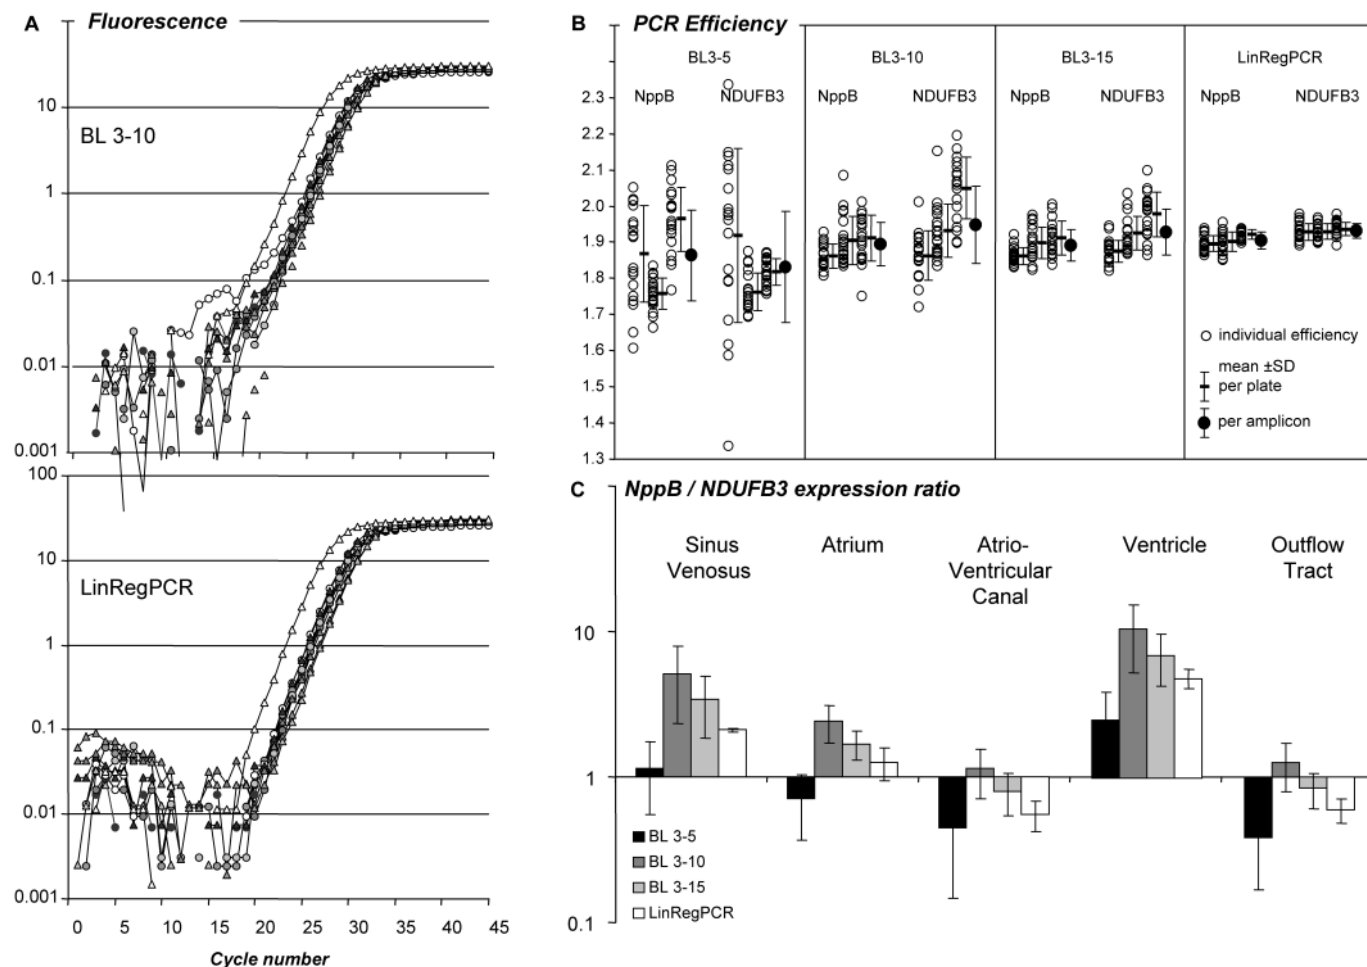 A
Fluorescence
10
BL 3-10
1
0.1
0.01
0.001
100
10
LinRegPCR
1
0.1
0.01
0.001
0 5 10 15 20 25 30 35 40 45
Cycle number
B
PCR Efficiency
BL3-5 BL3-10 BL3-15 LinRegPCR
NppB NDUFB3 NppB NDUFB3 NppB NDUFB3 NppB NDUFB3
2.3
2.2
2.1
2.0
1.9
1.8
1.7
1.6
1.5
1.4
1.3
individual efficiency
mean ±SD
per plate
per amplicon
C
NppB / NDUFB3 expression ratio
Sinus
Venosus
Atrium
Atrio-
Ventricular
Canal
Ventricle
Outflow
Tract
10
1
0.1
BL 3-5
BL 3-10
BL 3-15
LinRegPCR